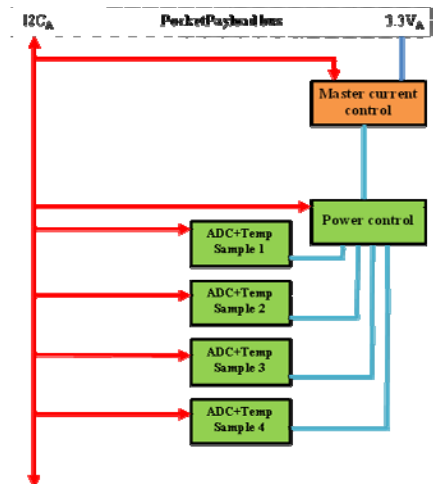 I2CA PocketPayload bus 3.3VA
Master current
control
Power control
ADC+Temp
Sample 1
ADC+Temp
Sample 2
ADC+Temp
Sample 3
ADC+Temp
Sample 4